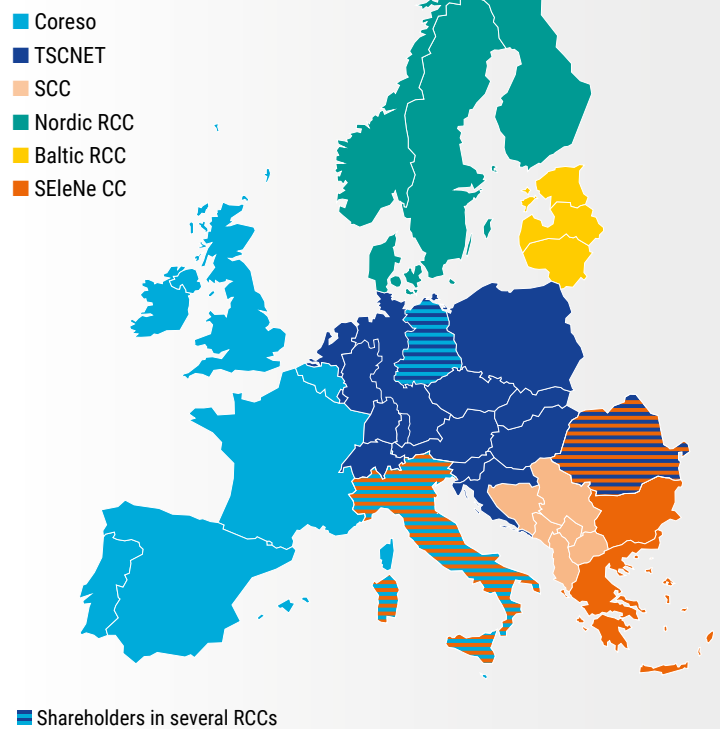 Coreso
TSCNET
SCC
Nordic RCC
Baltic RCC
SEleNe CC
Shareholders in several RCCs